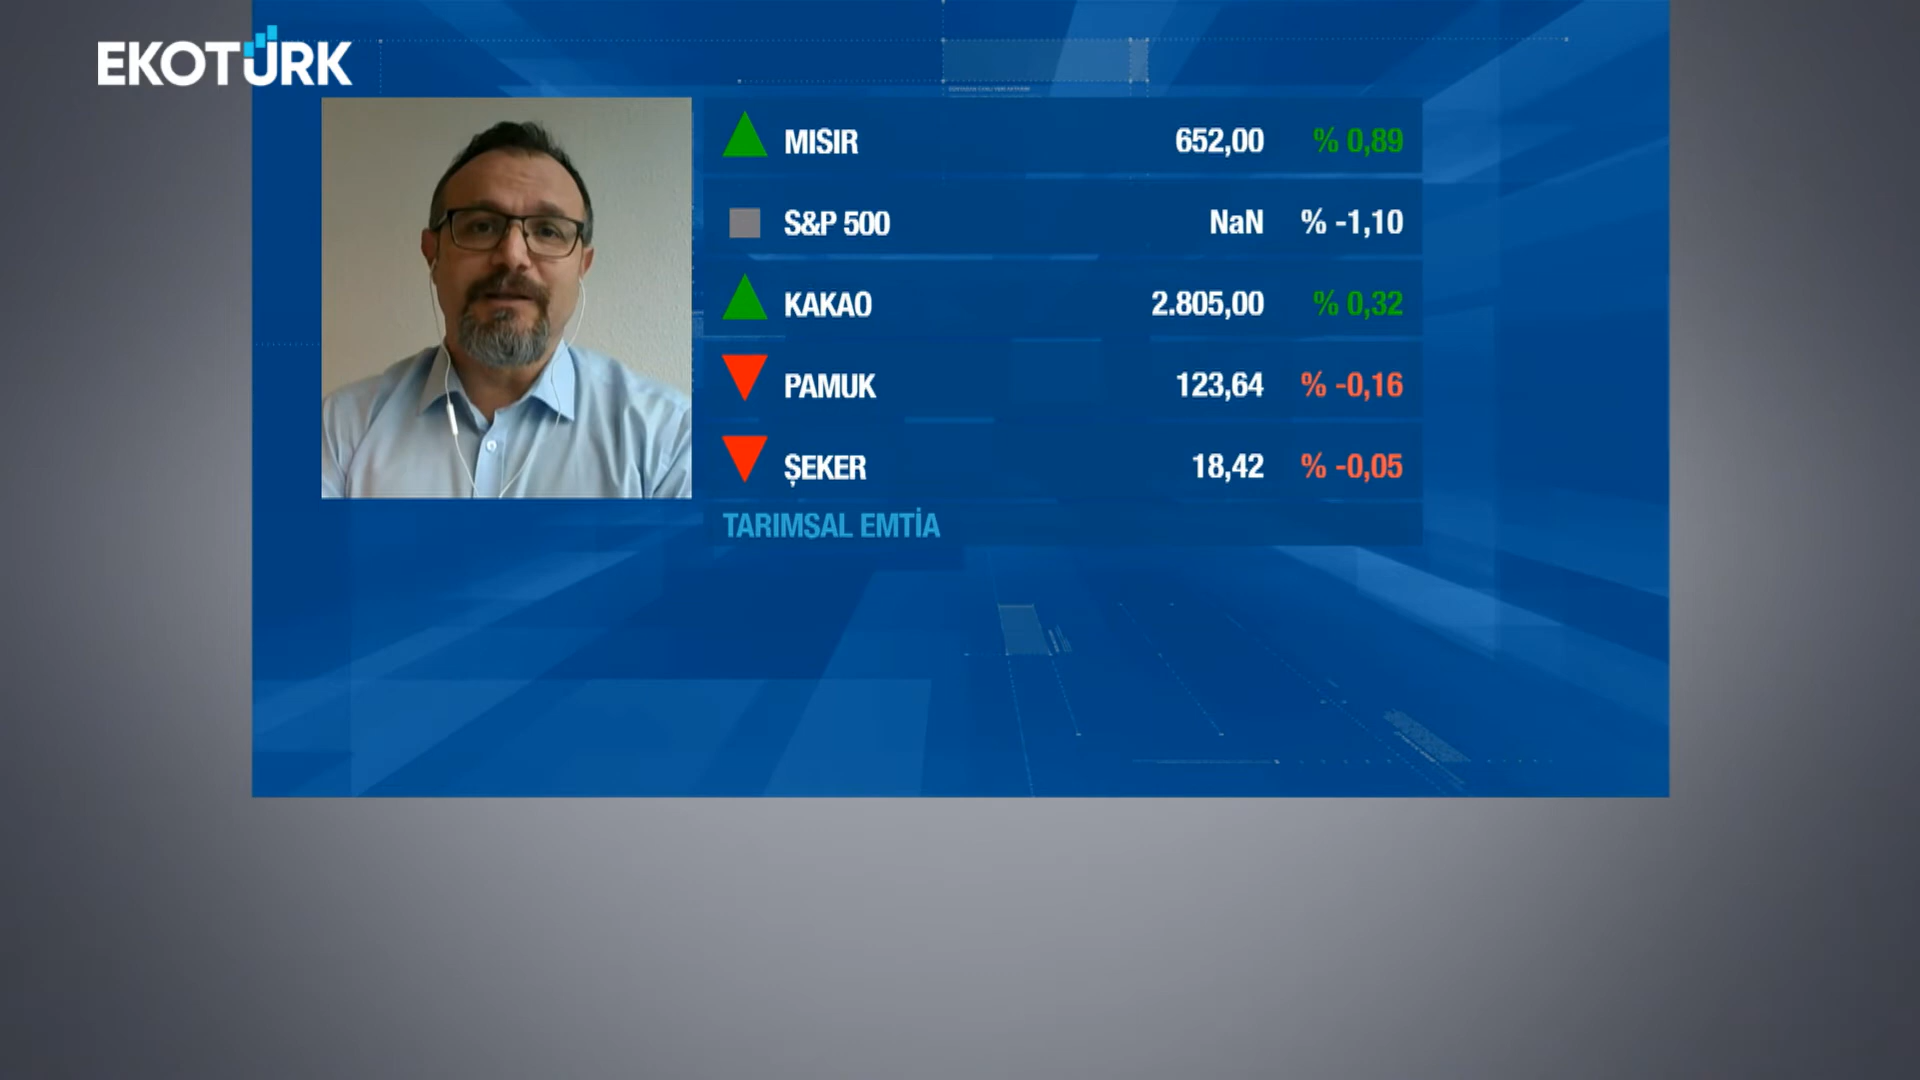 EKOTÜRK
MISIR 652,00 % 0,89
S&P 500 NaN % -1,10
KAKAO 2.805,00 % 0,32
PAMUK 123,64 % -0,16
ŞEKER 18,42 % -0,05
TARIMSAL EMTİA